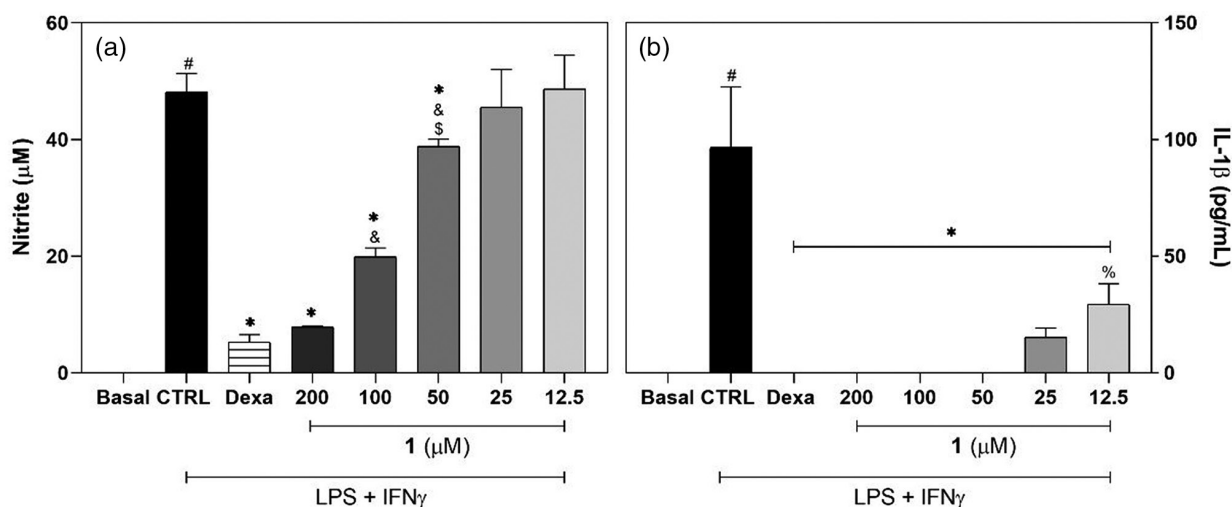 (a)
Nitrite (μM)
60
40
20
0
#
*
*
*
&
*
&
$
Basal CTRL Dexa 200 100 50 25 12.5
1 (μM)
LPS + IFNγ
(b)
IL-1β (pg/mL)
150
100
50
0
#
*
%
Basal CTRL Dexa 200 100 50 25 12.5
1 (μM)
LPS + IFNγ